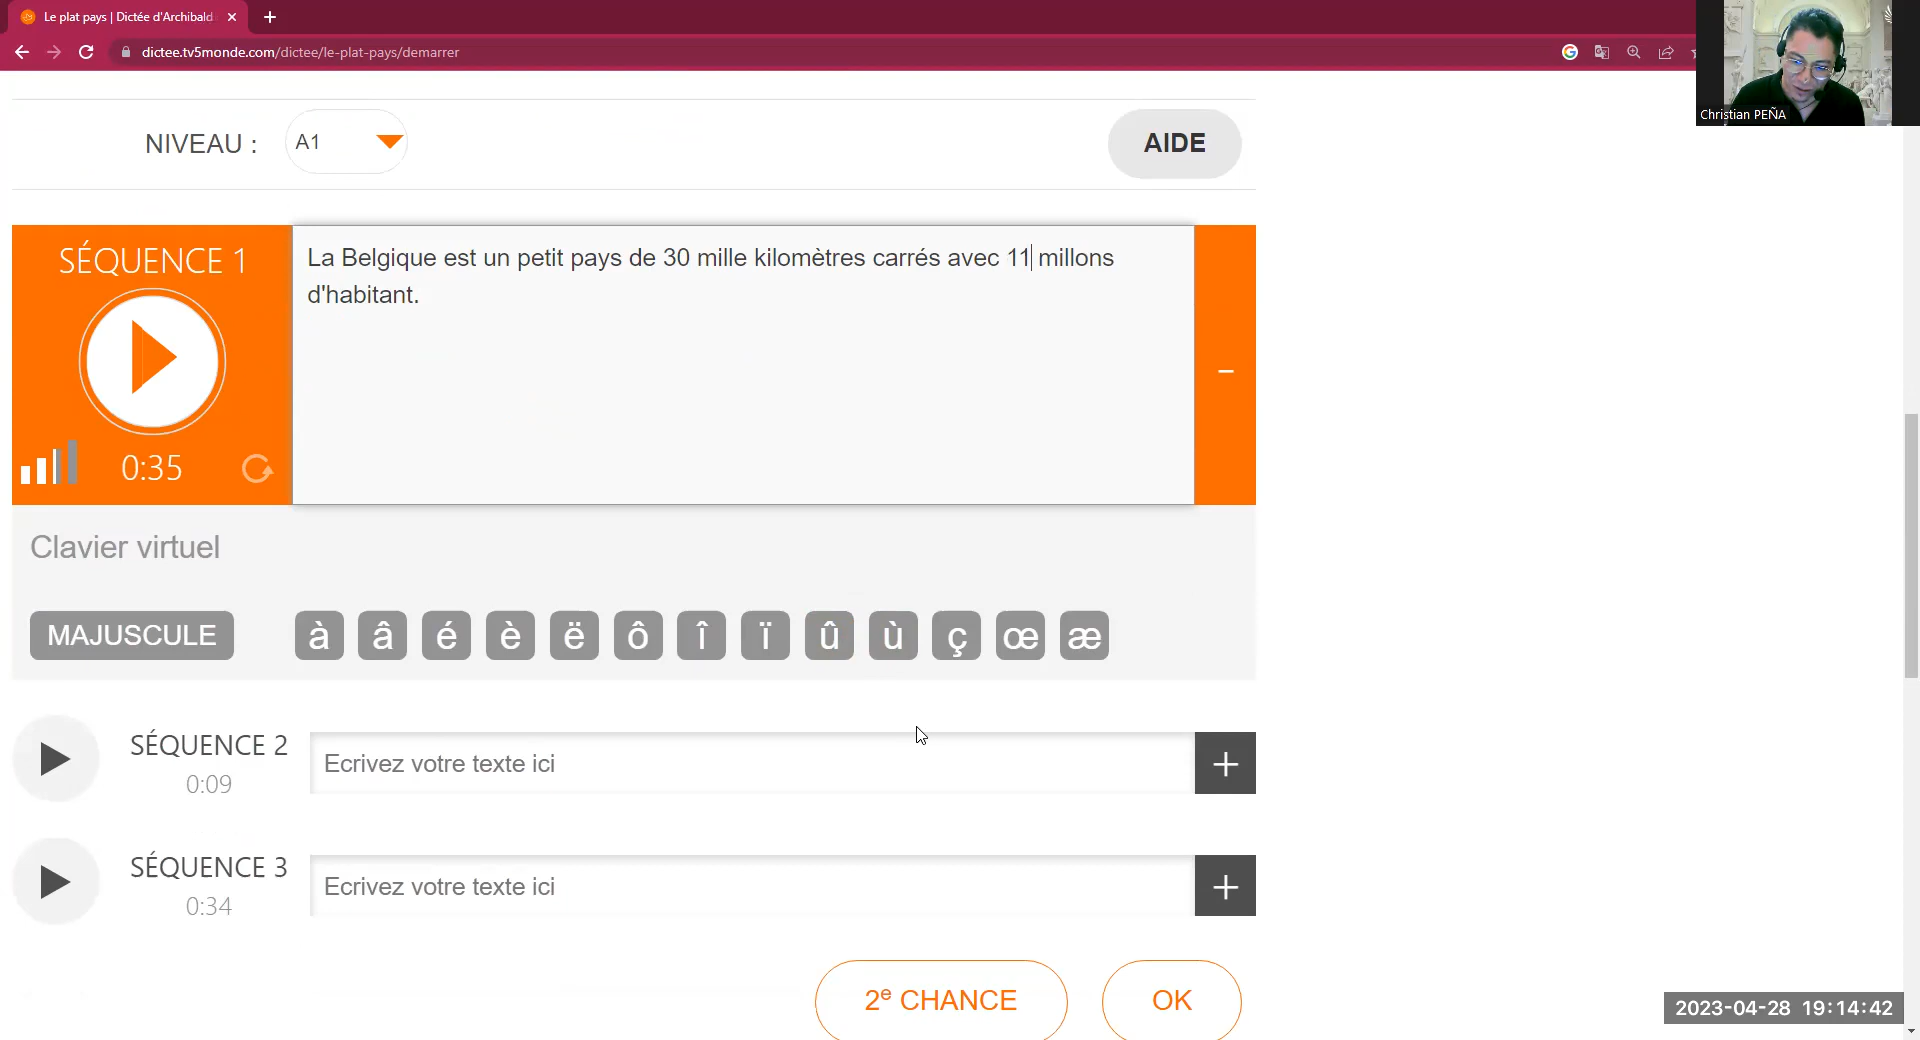 Le plat pays | Dictée d'Archibald
dictee.tv5monde.com/dictee/le-plat-pays/demarrer
Christian PEÑA
NIVEAU :
A1
AIDE
SÉQUENCE 1
La Belgique est un petit pays de 30 mille kilomètres carrés avec 11 millons
d'habitant.
0:35
Clavier virtuel
MAJUSCULE
à â é è ë ô î ï û ù ç œ æ
SÉQUENCE 2
0:09
Ecrivez votre texte ici
+
SÉQUENCE 3
0:34
Ecrivez votre texte ici
+
2e CHANCE
OK
2023-04-28 19:14:42